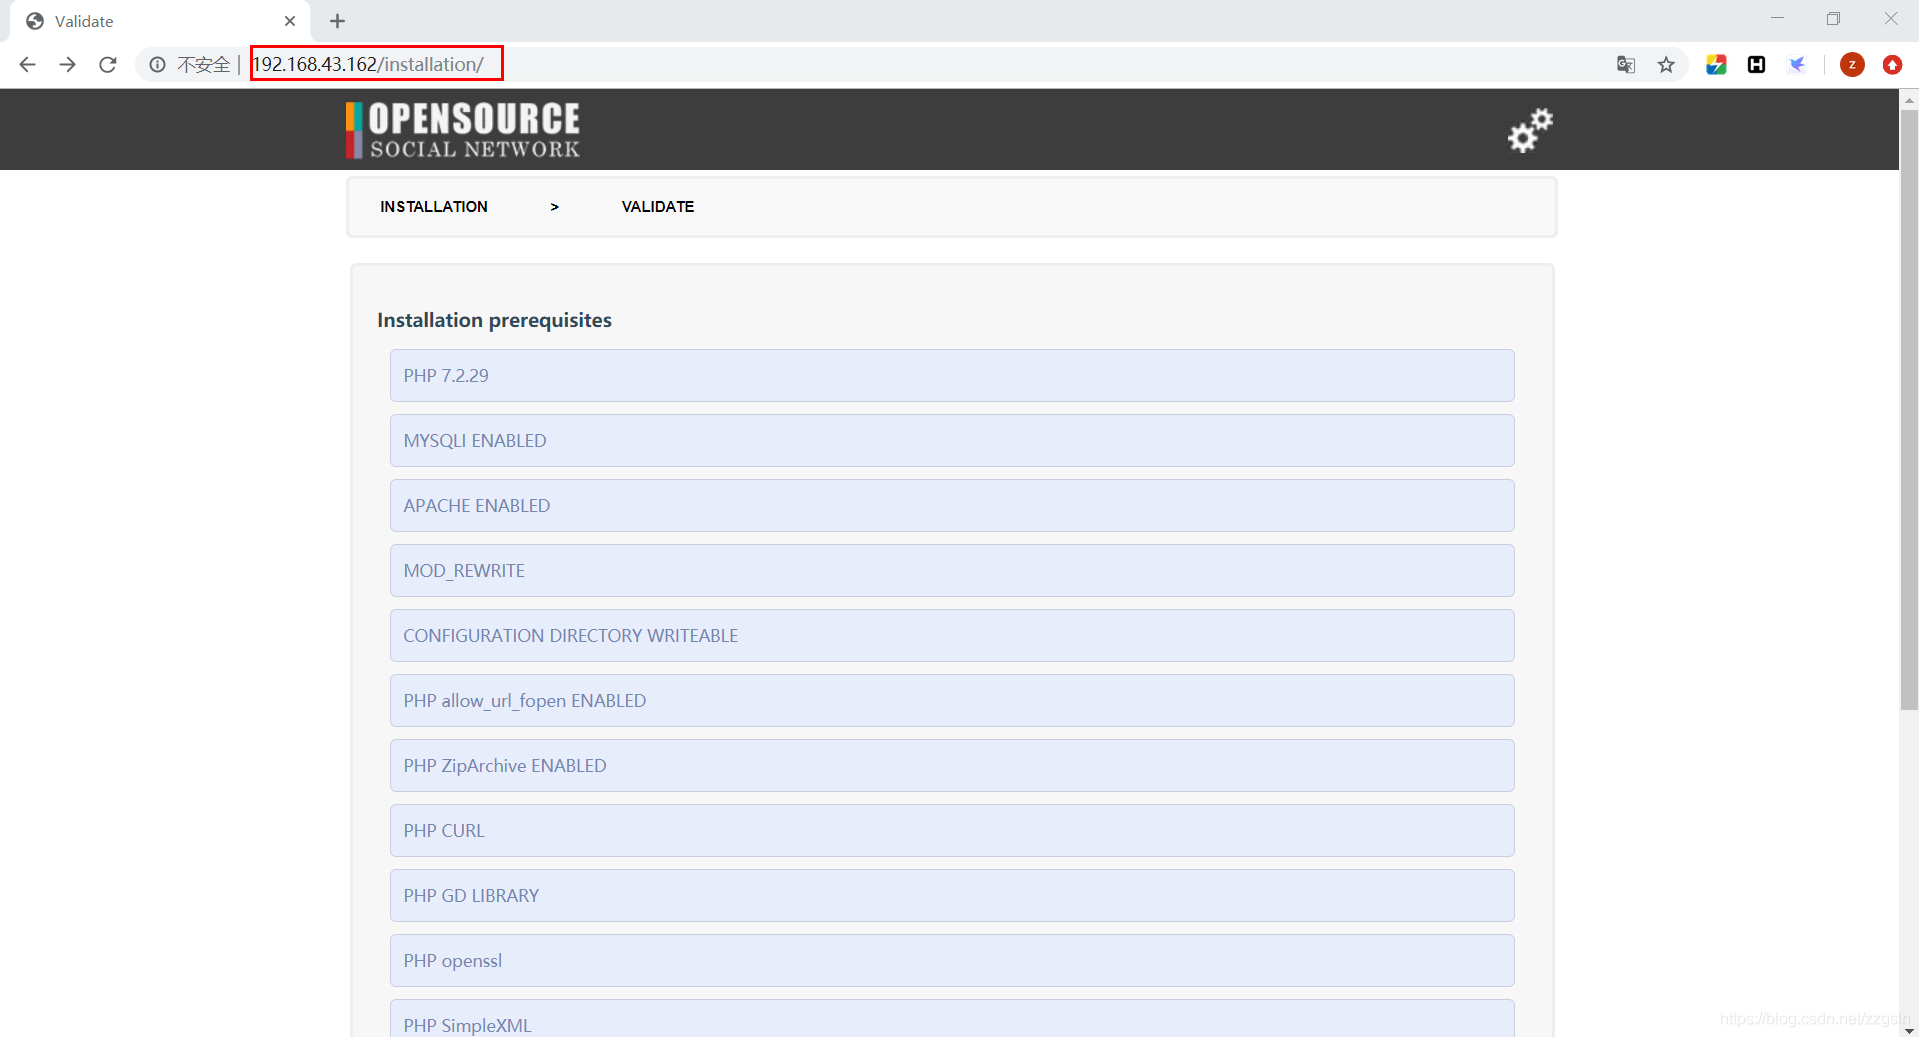 Validate
不安全 | 192.168.43.162/installation/
Z
OPENSOURCE
SOCIAL NETWORK
INSTALLATION > VALIDATE
Installation prerequisites
PHP 7.2.29
MYSQLI ENABLED
APACHE ENABLED
MOD_REWRITE
CONFIGURATION DIRECTORY WRITEABLE
PHP allow_url_fopen ENABLED
PHP ZipArchive ENABLED
PHP CURL
PHP GD LIBRARY
PHP openssl
PHP SimpleXML
https://blog.csdn.net/zzgslh